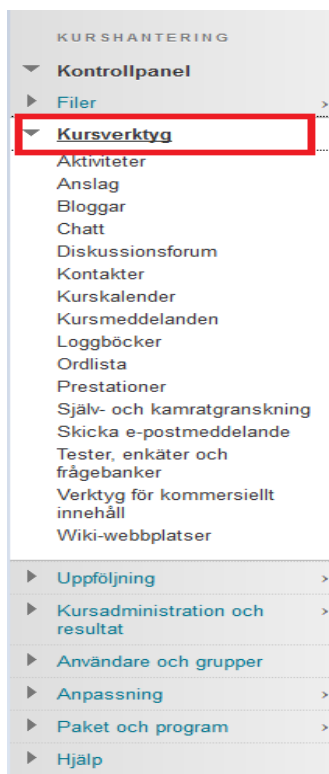 KURSHANTERING
Kontrollpanel
Filer
Kursverktyg
Aktiviteter
Anslag
Bloggar
Chatt
Diskussionsforum
Kontakter
Kurskalender
Kursmeddelanden
Loggböcker
Ordlista
Prestationer
Själv- och kamratgranskning
Skicka e-postmeddelande
Tester, enkäter och
frågebanker
Verktyg för kommersiellt
innehåll
Wiki-webbplatser
Uppföljning
Kursadministration och
resultat
Användare och grupper
Anpassning
Paket och program
Hjälp